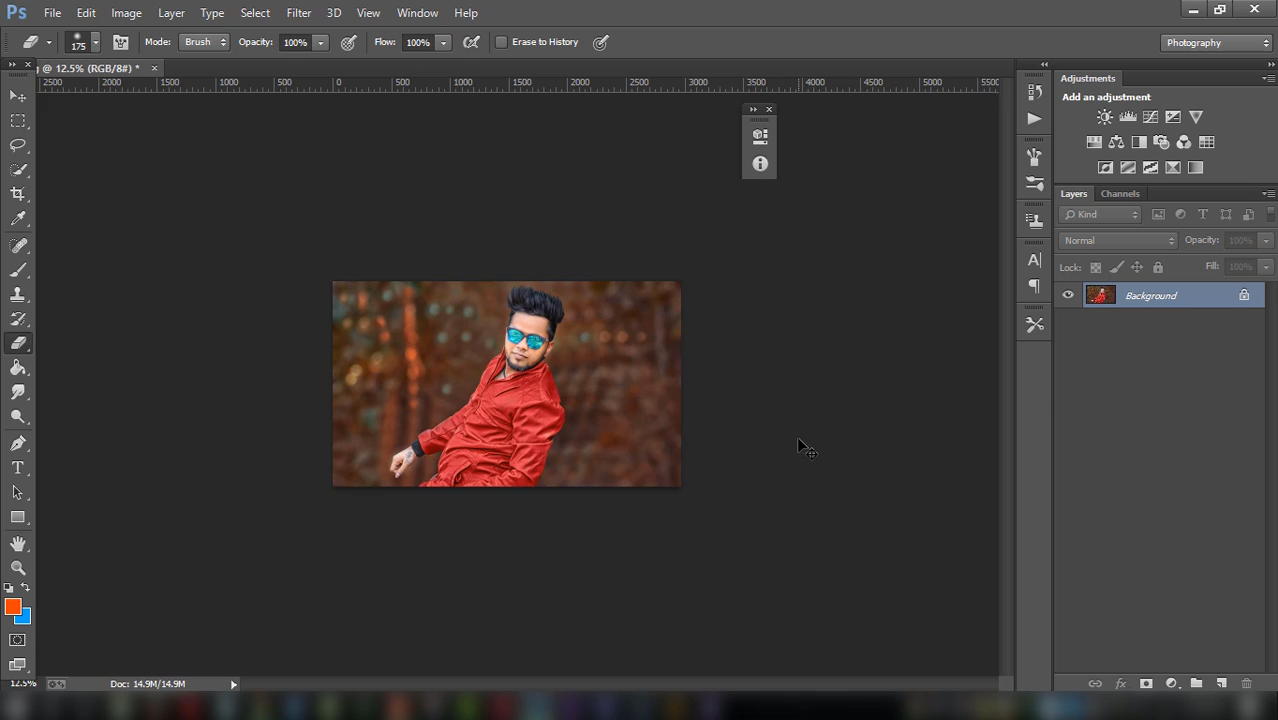 Ps File Edit Image Layer Type Select Filter 3D View Window Help
175 Mode: Brush Opacity: 100% Flow: 100% Erase to History Photography
@ 12.5% (RGB/8#) *
2500 2000 1500 1000 500 0 500 1000 1500 2000 2500 3000 3500 4000 4500 5000 5500
Adjustments
Add an adjustment
Layers Channels
Kind
Normal Opacity: 100%
Lock: Fill: 100%
Background
12.5% Doc: 14.9M/14.9M